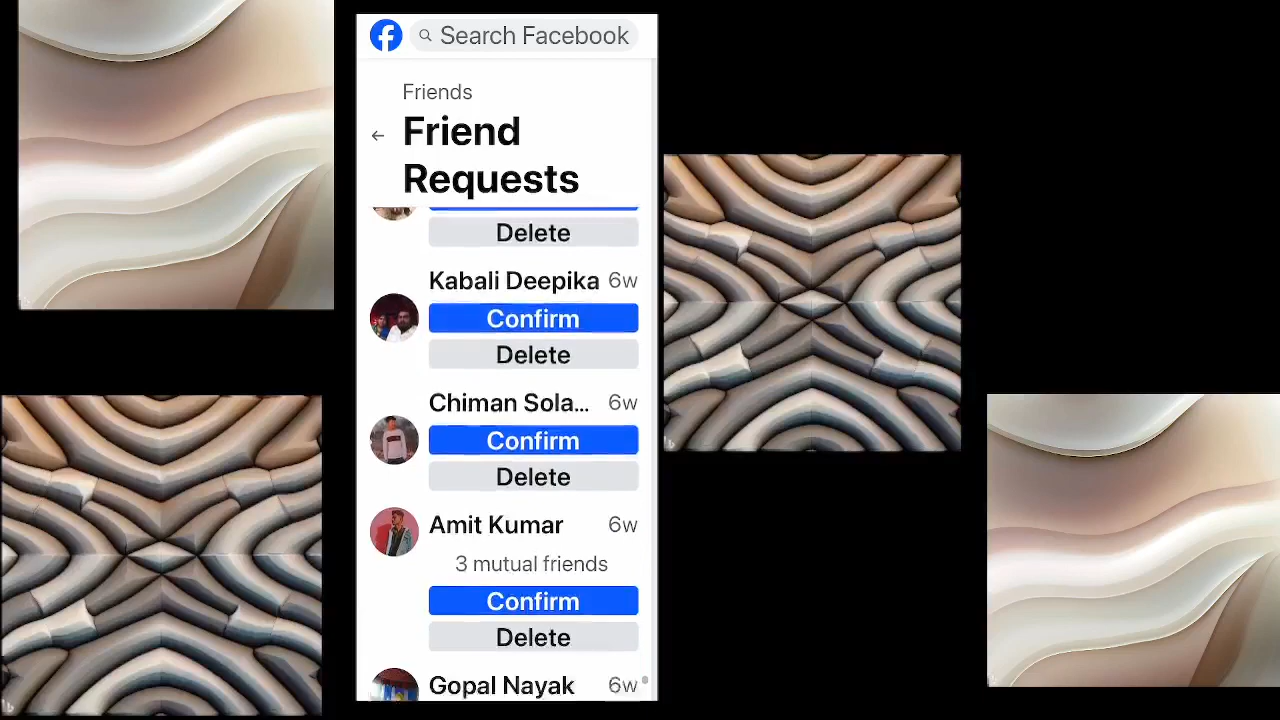 Search Facebook
Friends
Friend
Requests
Delete
Kabali Deepika 6w
Confirm
Delete
Chiman Sola... 6w
Confirm
Delete
Amit Kumar 6w
3 mutual friends
Confirm
Delete
Gopal Nayak 6w